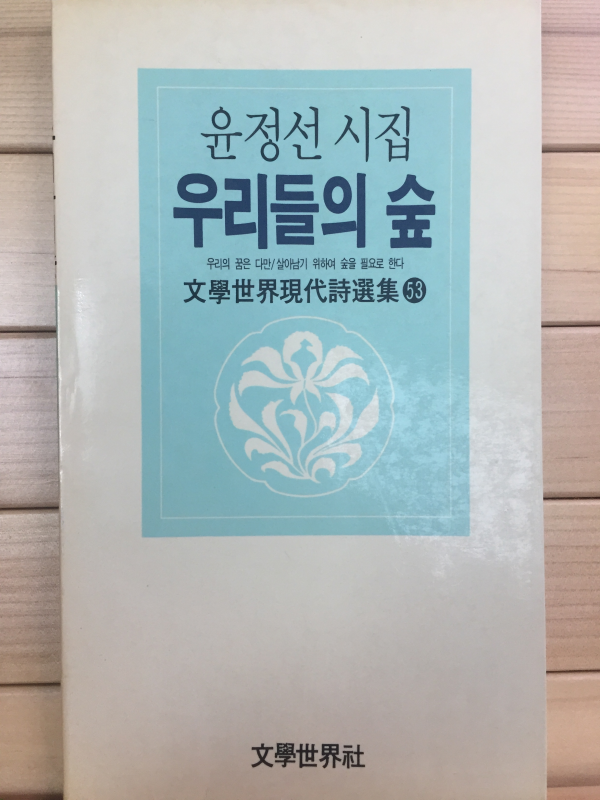 윤정선 시집
우리들의 숲
우리의 꿈은 다만/살아남기 위하여 숲을 필요로 한다
文學世界現代詩選集 53
文學世界社